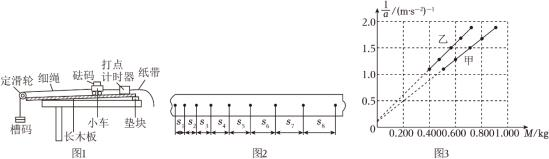 定滑轮
细绳
砝码
打点
计时器
纸带
槽码
长木板
小车
垫块
图1
s₁ s₂ s₃ s₄ s₅ s₆ s₇ s₈
图2
1/a /(m·s⁻²)⁻¹
2.0
1.5
1.0
0.5
0
乙
甲
0.200 0.400 0.600 0.800 1.000
M/kg
图3